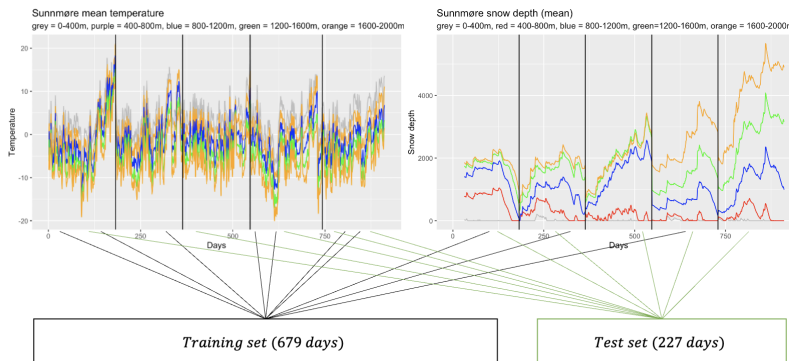 Sunnmøre mean temperature
grey = 0-400m, purple = 400-800m, blue = 800-1200m, green = 1200-1600m, orange = 1600-2000m
20
10
0
-10
-20
Temperature
0
250
500
750
Days
Sunnmøre snow depth (mean)
grey = 0-400m, red = 400-800m, blue = 800-1200m, green=1200-1600m, orange = 1600-2000m
4000
2000
0
Snow depth
0
250
500
750
Days
Training set (679 days)
Test set (227 days)